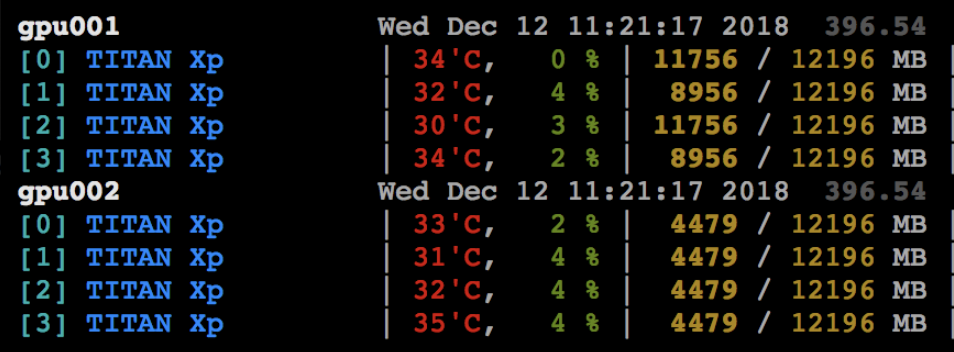 gpu001 Wed Dec 12 11:21:17 2018 396.54
[0] TITAN Xp | 34'C, 0 % | 11756 / 12196 MB |
[1] TITAN Xp | 32'C, 4 % | 8956 / 12196 MB |
[2] TITAN Xp | 30'C, 3 % | 11756 / 12196 MB |
[3] TITAN Xp | 34'C, 2 % | 8956 / 12196 MB |
gpu002 Wed Dec 12 11:21:17 2018 396.54
[0] TITAN Xp | 33'C, 2 % | 4479 / 12196 MB |
[1] TITAN Xp | 31'C, 4 % | 4479 / 12196 MB |
[2] TITAN Xp | 32'C, 4 % | 4479 / 12196 MB |
[3] TITAN Xp | 35'C, 4 % | 4479 / 12196 MB |